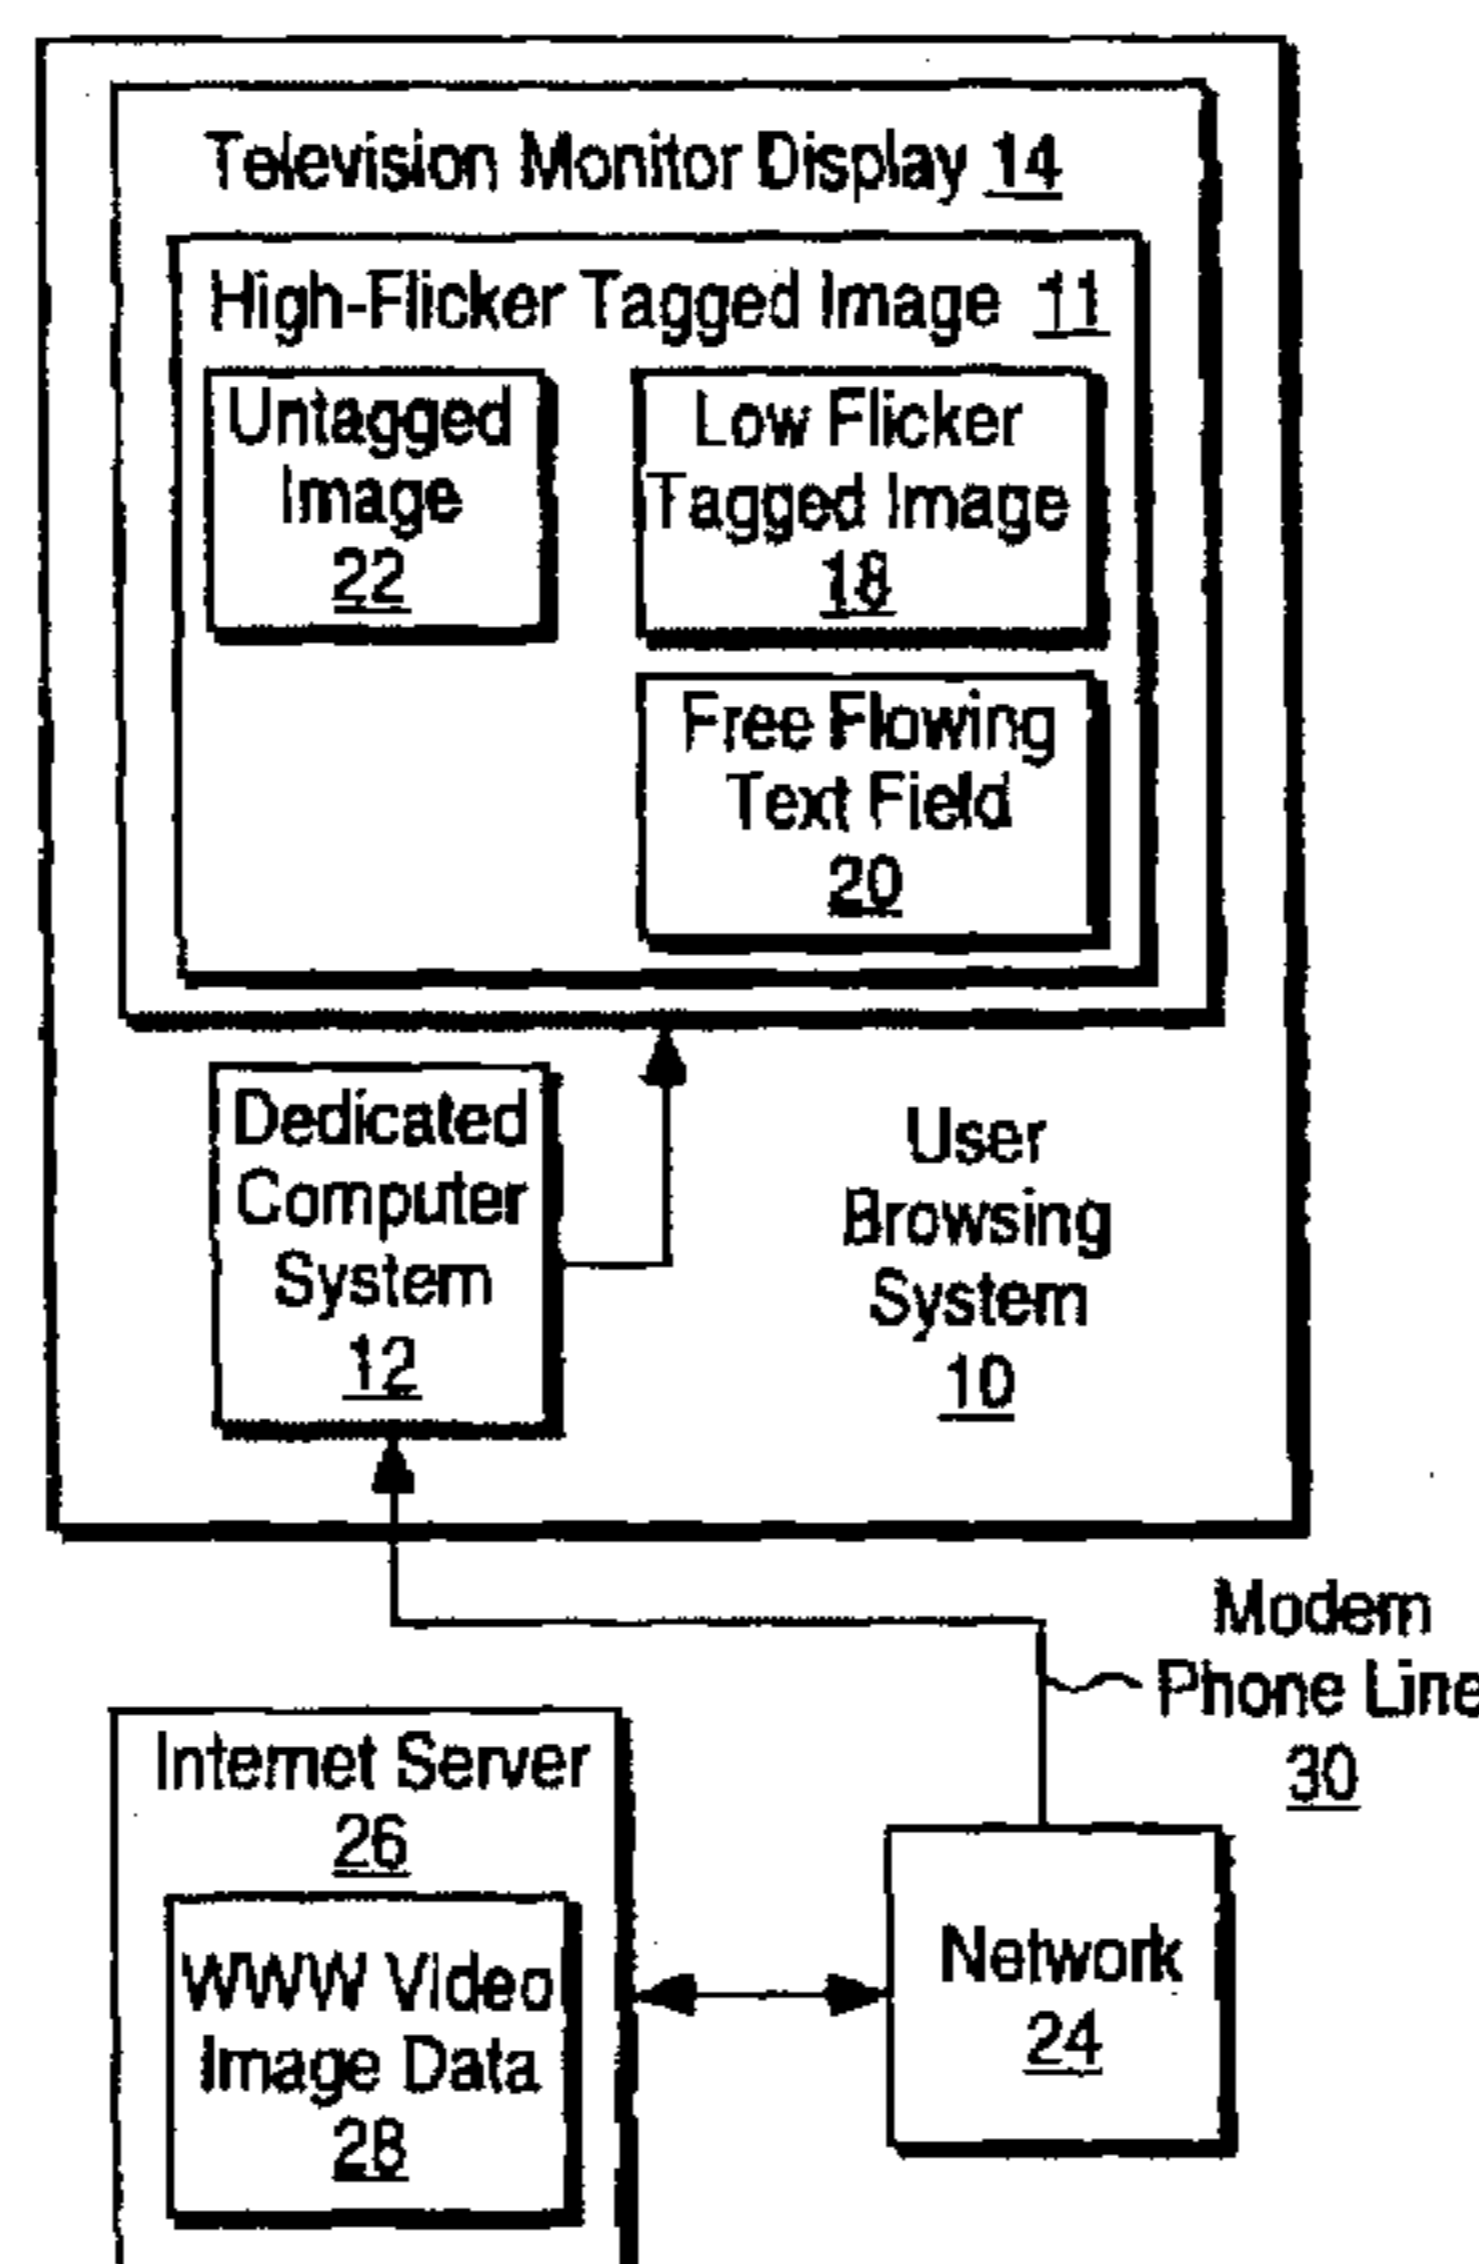 Television Monitor Display 14
High-Flicker Tagged Image 11
Untagged
Image
22
Low Flicker
Tagged Image
18
Free Flowing
Text Field
20
Dedicated
Computer
System
12
User
Browsing
System
10
Modem
Phone Line
30
Internet Server
26
WWW Video
Image Data
28
Network
24